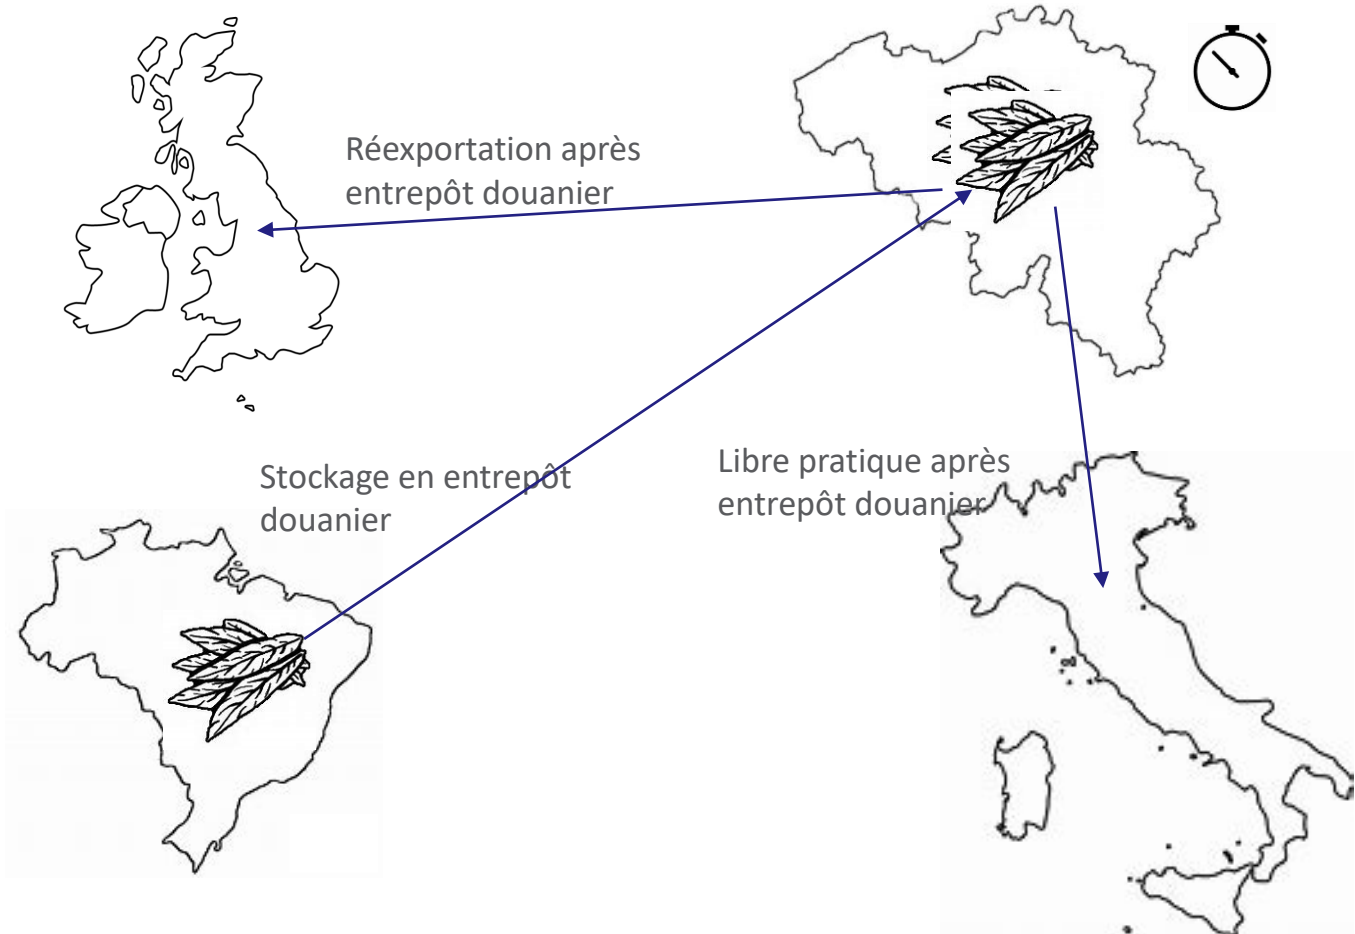 Réexportation après
entrepôt douanier
Stockage en entrepôt
douanier
Libre pratique après
entrepôt douanier